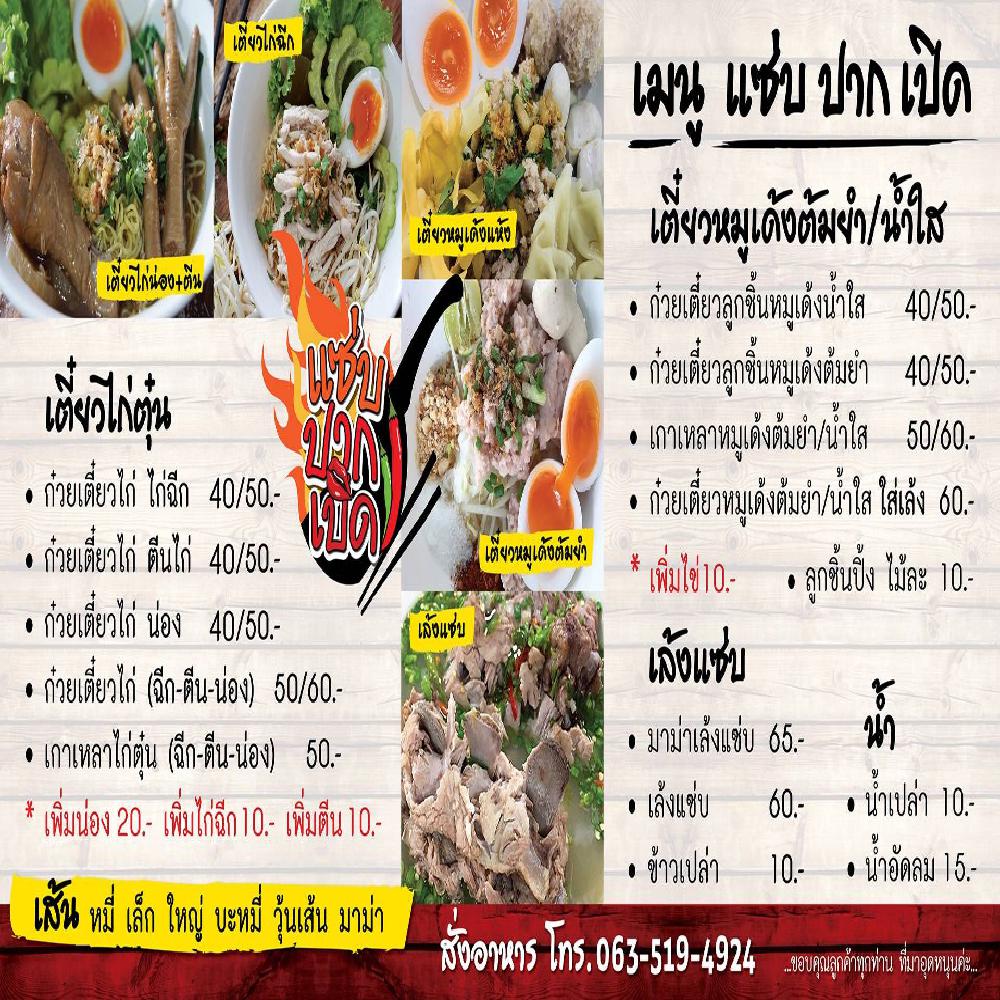 เตี๋ยวไก่ฉีก
เตี๋ยวไก่น่อง+ตีน
เตี๋ยวหมูเด้งแห้ง
เตี๋ยวหมูเด้งต้มยำ
เล้งแซ่บ
แซ่บ
ปาก
เปิด
เตี๋ยวไก่ตุ๋น
• ก๋วยเตี๋ยวไก่ ไก่ฉีก 40/50.-
• ก๋วยเตี๋ยวไก่ ตีนไก่ 40/50.-
• ก๋วยเตี๋ยวไก่ น่อง 40/50.-
• ก๋วยเตี๋ยวไก่ (ฉีก-ตีน-น่อง) 50/60.-
• เกาเหลาไก่ตุ๋น (ฉีก-ตีน-น่อง) 50.-
* เพิ่มน่อง 20.- เพิ่มไก่ฉีก 10.- เพิ่มตีน 10.-
เส้น หมี่ เล็ก ใหญ่ บะหมี่ วุ้นเส้น มาม่า
เมนู แซ่บ ปาก เปิด
เตี๋ยวหมูเด้งต้มยำ/น้ำใส
• ก๋วยเตี๋ยวลูกชิ้นหมูเด้งน้ำใส 40/50.-
• ก๋วยเตี๋ยวลูกชิ้นหมูเด้งต้มยำ 40/50.-
• เกาเหลาหมูเด้งต้มยำ/น้ำใส 50/60.-
• ก๋วยเตี๋ยวหมูเด้งต้มยำ/น้ำใส ใส่เล้ง 60.-
* เพิ่มไข่ 10.- • ลูกชิ้นปิ้ง ไม้ละ 10.-
เล้งแซ่บ
• มาม่าเล้งแซ่บ 65.-
• เล้งแซ่บ 60.-
• ข้าวเปล่า 10.-
น้ำ
• น้ำเปล่า 10.-
• น้ำอัดลม 15.-
สั่งอาหาร โทร. 063-519-4924
...ขอบคุณลูกค้าทุกท่าน ที่มาอุดหนุนค่ะ...